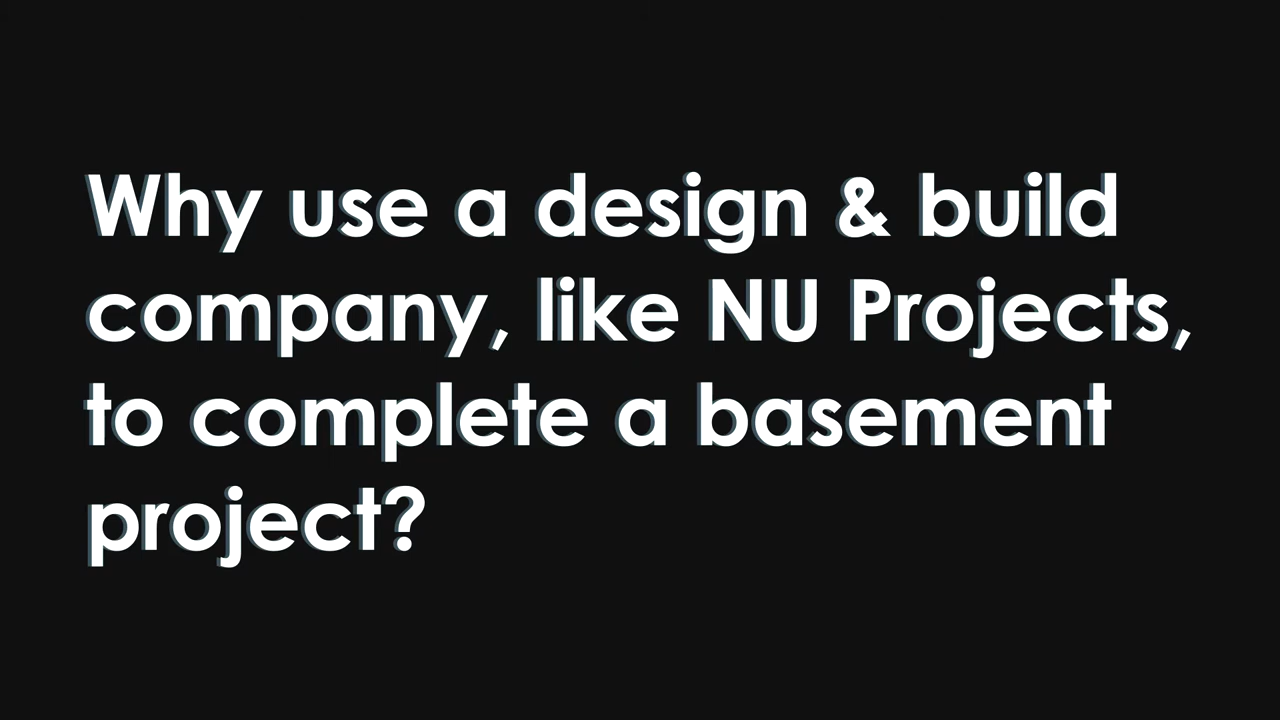 Why use a design & build
company, like NU Projects,
to complete a basement
project?